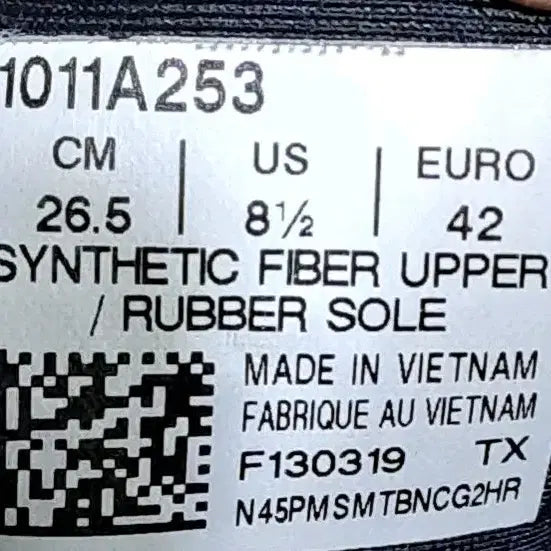 1011A253
CM | US | EURO
26.5 | 8½ | 42
SYNTHETIC FIBER UPPER
/ RUBBER SOLE
MADE IN VIETNAM
FABRIQUE AU VIETNAM
F130319 TX
N45PMSMTBNCG2HR